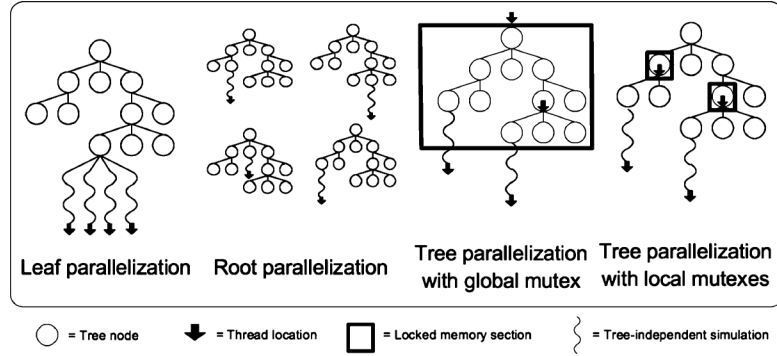 Leaf parallelization
Root parallelization
Tree parallelization
with global mutex
Tree parallelization
with local mutexes
= Tree node
= Thread location
= Locked memory section
= Tree-independent simulation